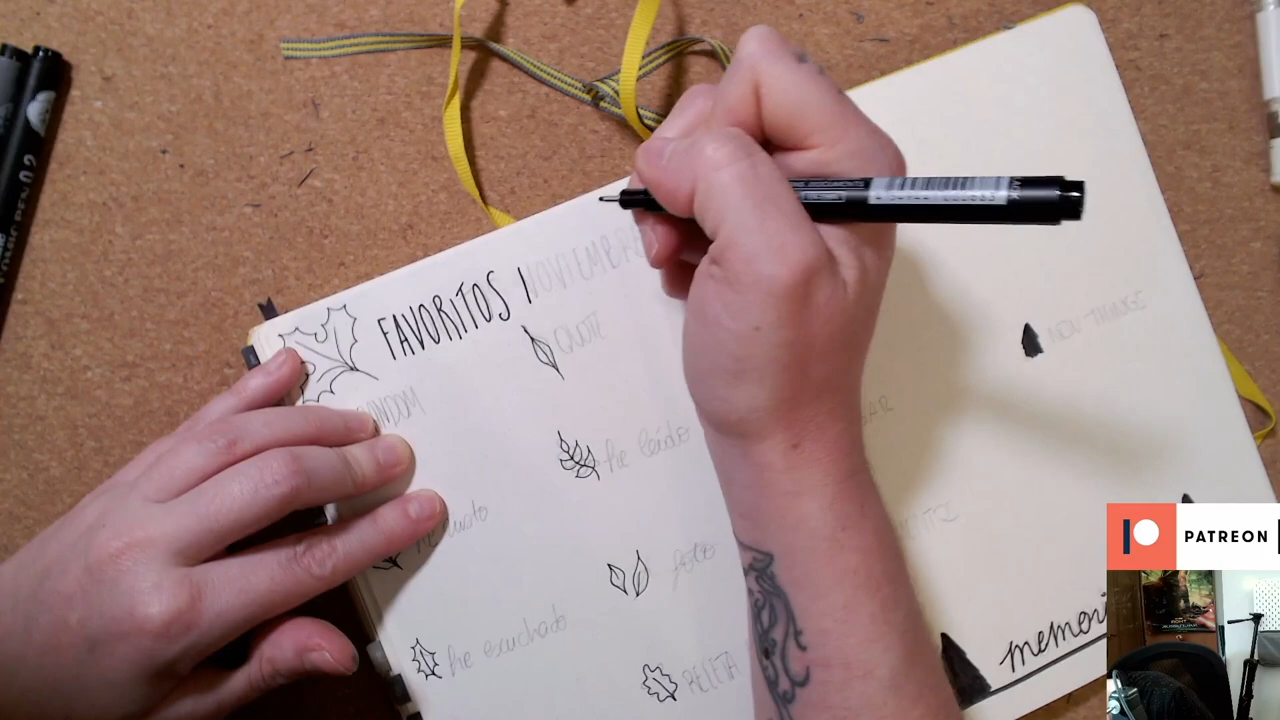 FAVORITOS / NOVIEMBRE
QUOTE
RANDOM
he leído
he visto
foto
he escuchado
RECETA
NEW THINGS
memori
PATREON